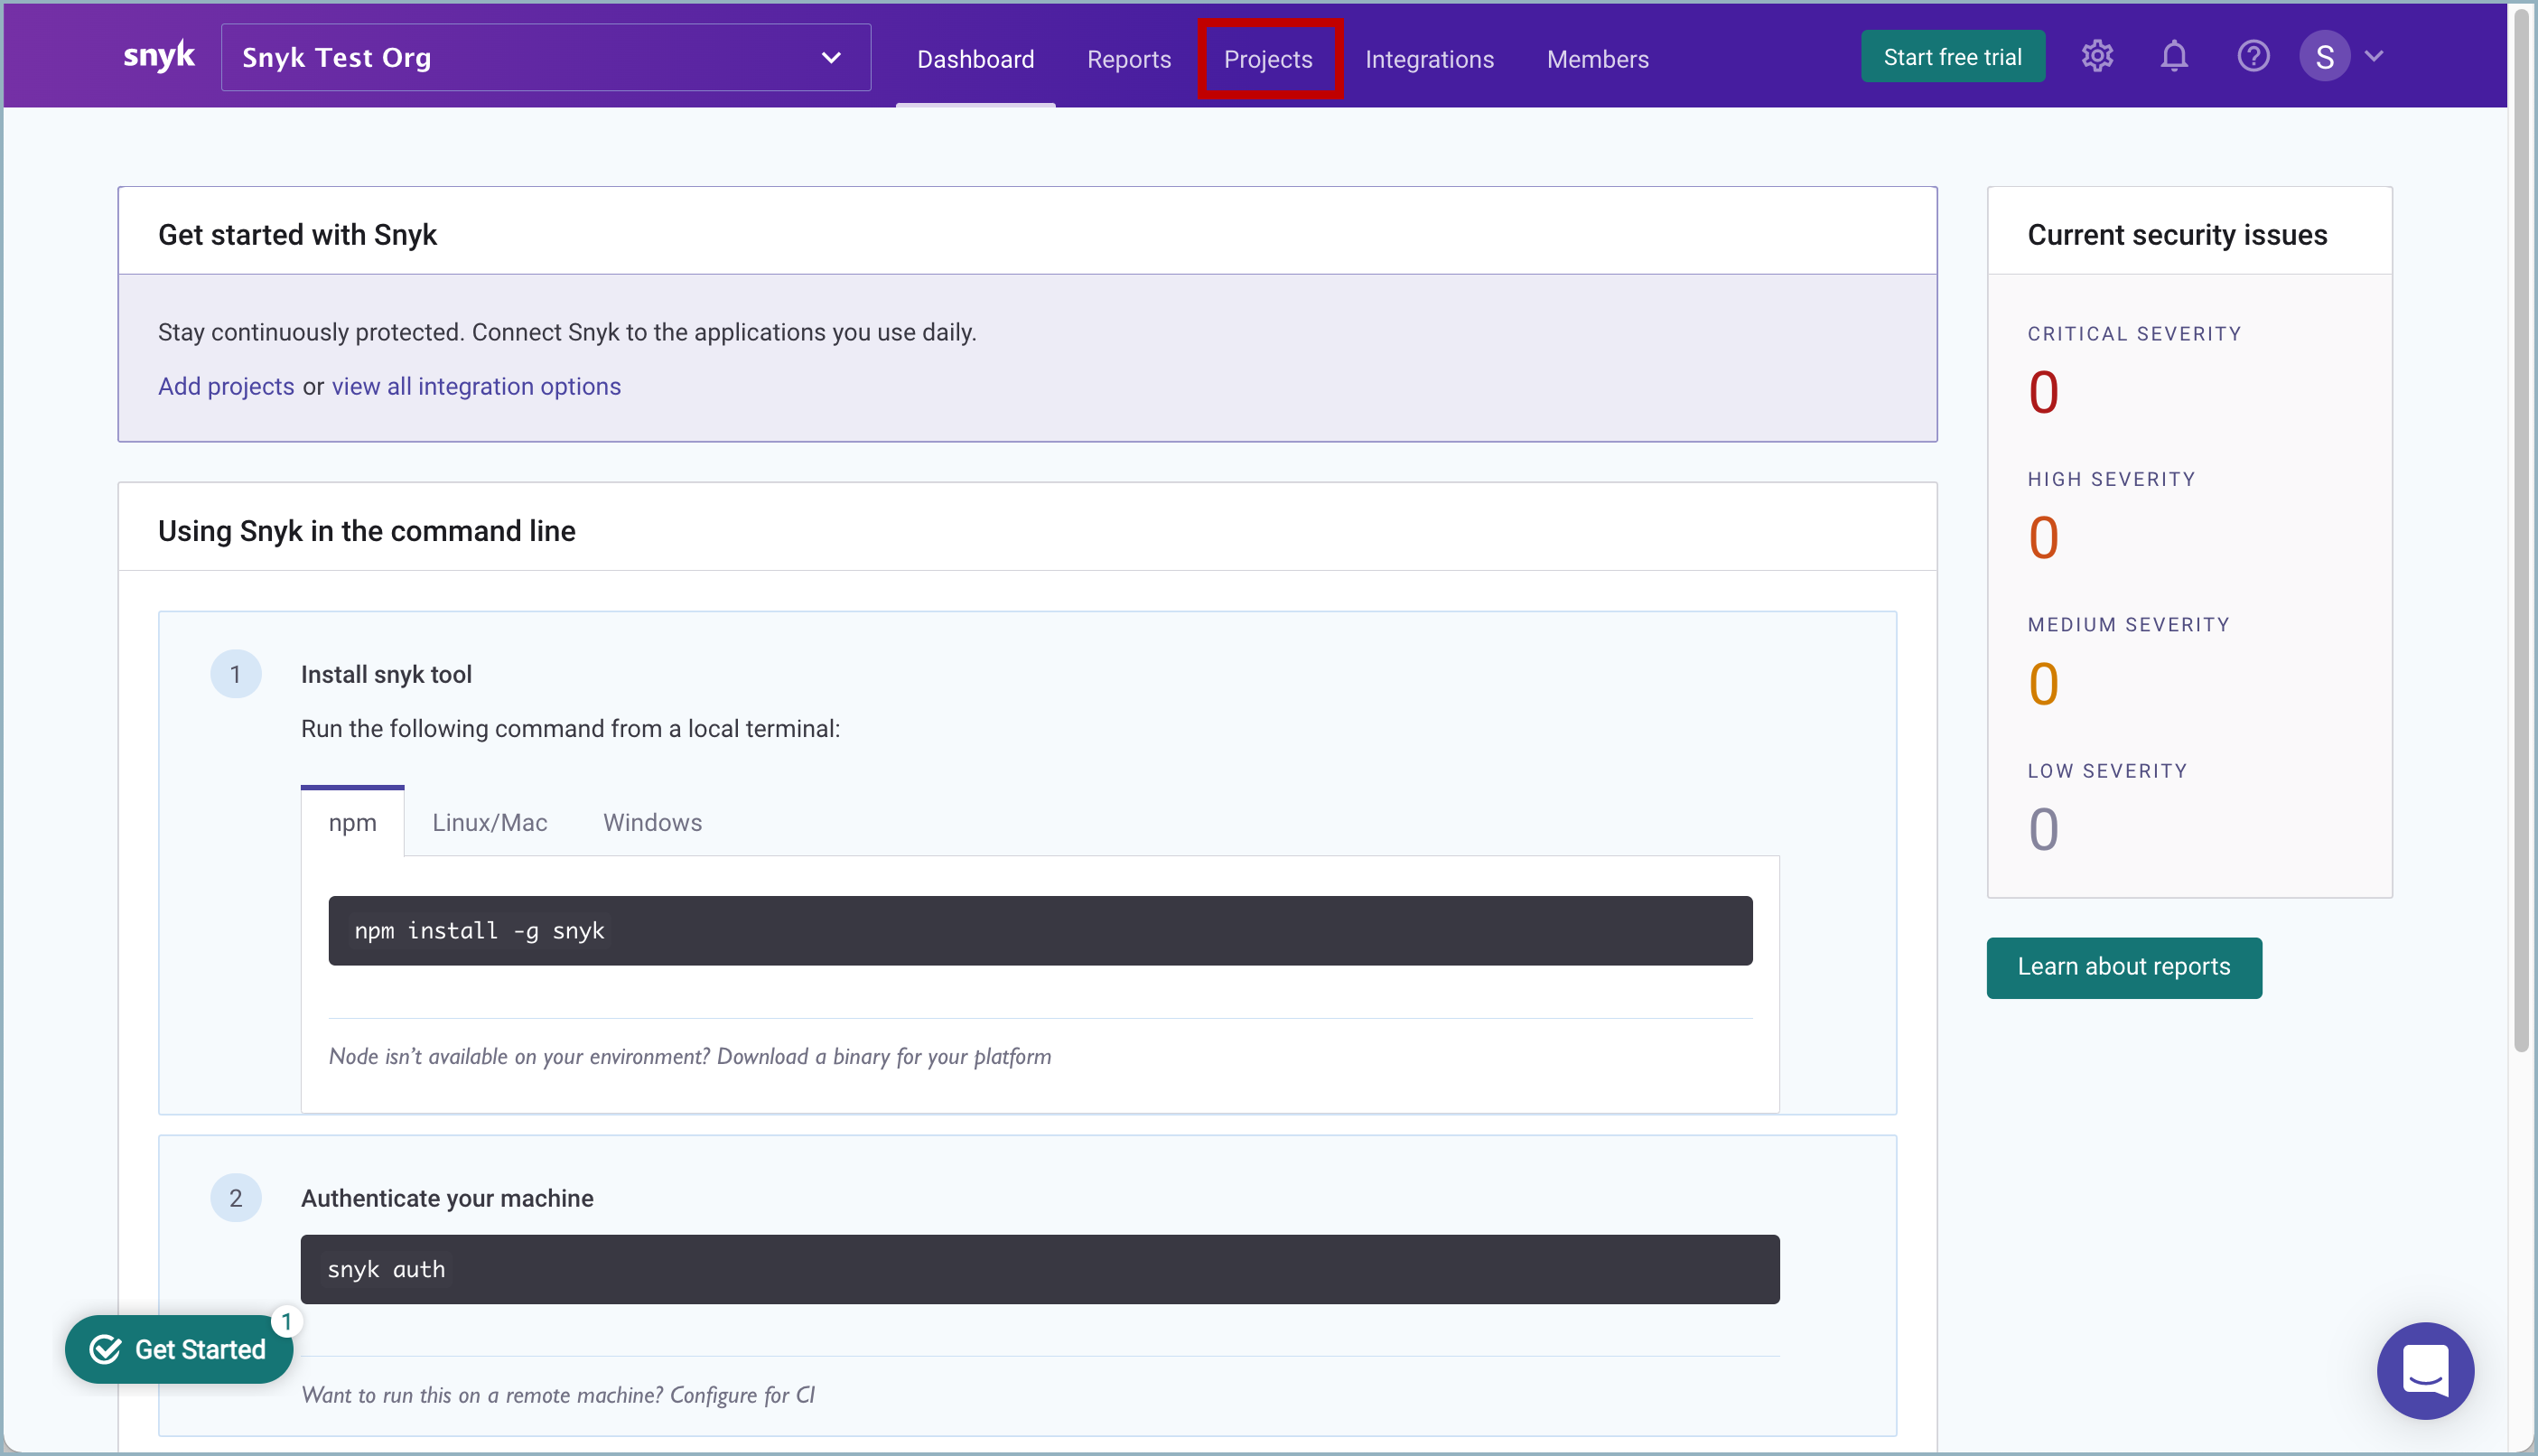 snyk
Snyk Test Org
Dashboard
Reports
Projects
Integrations
Members
Start free trial
S
Get started with Snyk
Stay continuously protected. Connect Snyk to the applications you use daily.
Add projects or view all integration options
Using Snyk in the command line
1
Install snyk tool
Run the following command from a local terminal:
npm
Linux/Mac
Windows
npm install -g snyk
Node isn’t available on your environment? Download a binary for your platform
2
Authenticate your machine
snyk auth
Want to run this on a remote machine? Configure for CI
Get Started
1
Current security issues
CRITICAL SEVERITY
0
HIGH SEVERITY
0
MEDIUM SEVERITY
0
LOW SEVERITY
0
Learn about reports